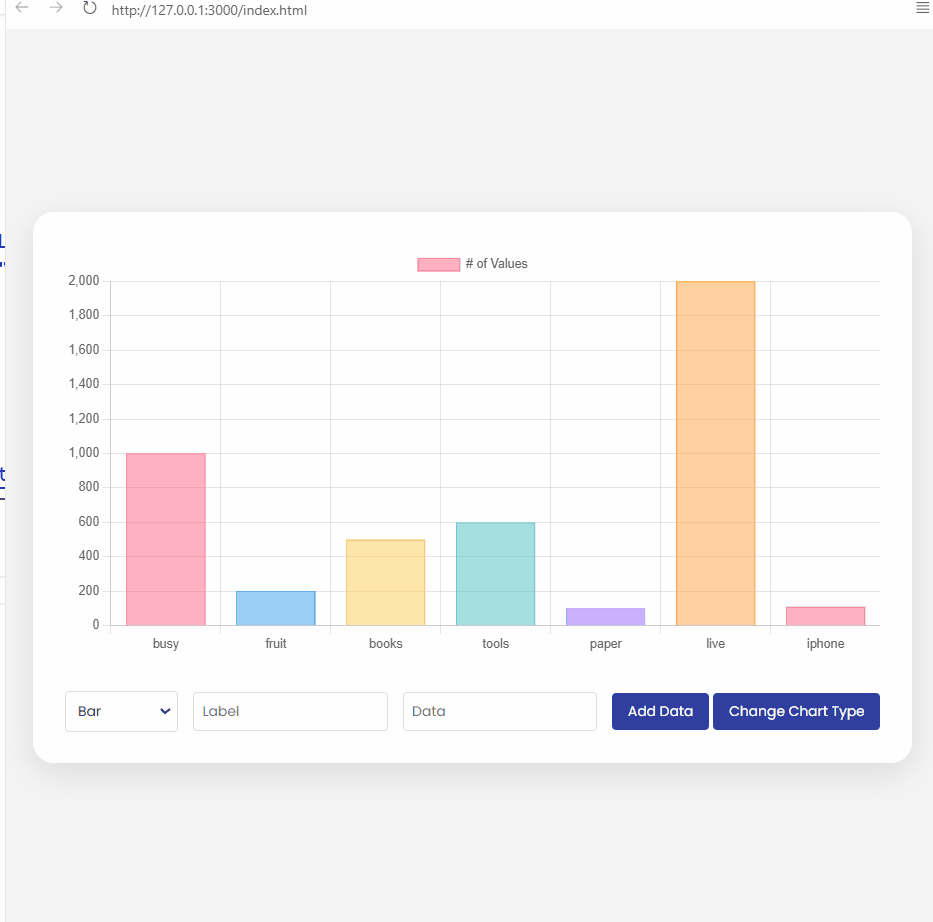 http://127.0.0.1:3000/index.html
# of Values
2,000
1,800
1,600
1,400
1,200
1,000
800
600
400
200
0
busy fruit books tools paper live iphone
Bar Label Data Add Data Change Chart Type